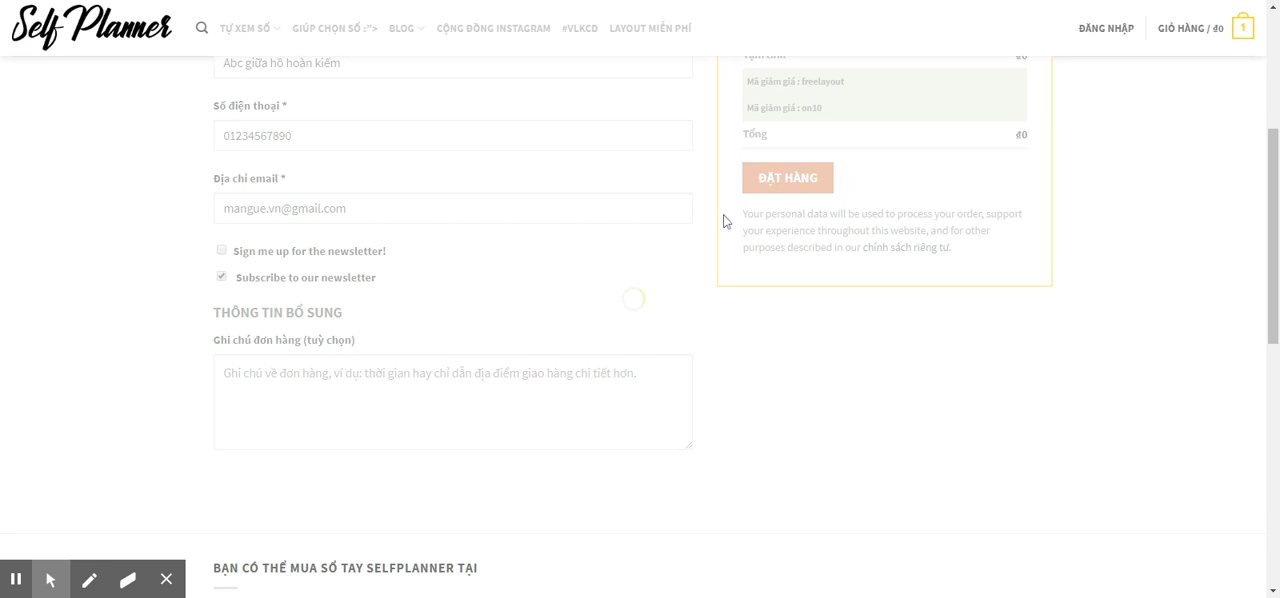 Self Planner
TỰ XEM SỔ
GIÚP CHỌN SỔ :">
BLOG
CỘNG ĐỒNG INSTAGRAM
#VLKCD
LAYOUT MIỄN PHÍ
ĐĂNG NHẬP
GIỎ HÀNG / ₫0
1
Abc giữa hồ hoàn kiếm
Số điện thoại *
01234567890
Địa chỉ email *
mangue.vn@gmail.com
Sign me up for the newsletter!
Subscribe to our newsletter
THÔNG TIN BỔ SUNG
Ghi chú đơn hàng (tuỳ chọn)
Ghi chú về đơn hàng, ví dụ: thời gian hay chỉ dẫn địa điểm giao hàng chi tiết hơn.
Tạm tính ₫0
Mã giảm giá : freelayout
Mã giảm giá : on10
Tổng ₫0
ĐẶT HÀNG
Your personal data will be used to process your order, support
your experience throughout this website, and for other
purposes described in our chính sách riêng tư.
BẠN CÓ THỂ MUA SỔ TAY SELFPLANNER TẠI